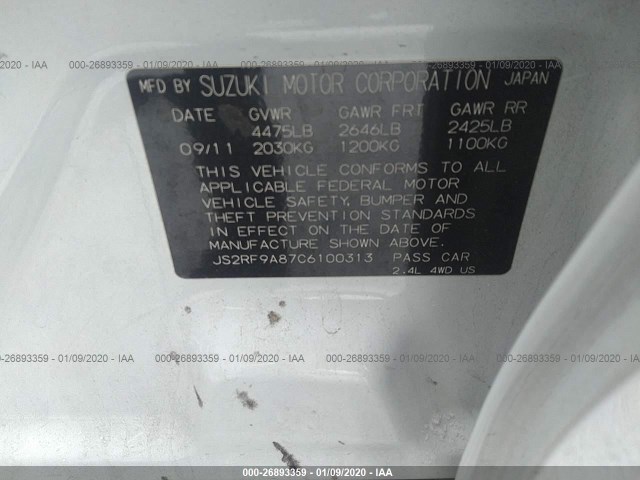 000-26893359 - 01/09/2020 - IAA
MFD BY SUZUKI MOTOR CORPORATION JAPAN
DATE GVWR GAWR FRT GAWR RR
4475LB 2646LB 2425LB
09/11 2030KG 1200KG 1100KG
THIS VEHICLE CONFORMS TO ALL
APPLICABLE FEDERAL MOTOR
VEHICLE SAFETY, BUMPER AND
THEFT PREVENTION STANDARDS
IN EFFECT ON THE DATE OF
MANUFACTURE SHOWN ABOVE.
JS2RF9A87C6100313 PASS CAR
2.4L 4WD US
000-26893359 - 01/09/2020 - IAA
000-26893359 - 01/09/2020 - IAA